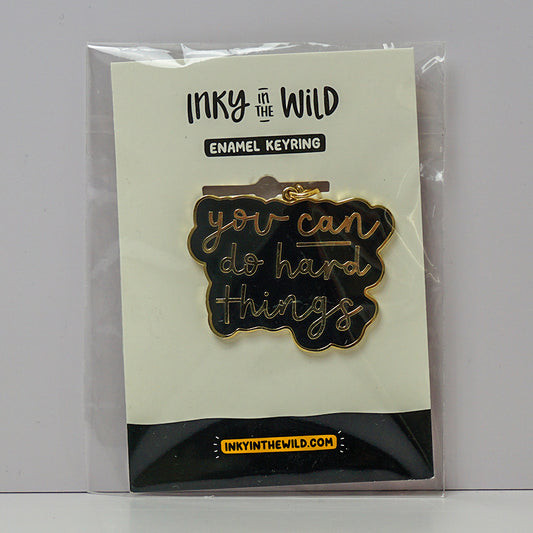 INKY IN THE WILD
ENAMEL KEYRING
you can
do hard
things
INKYINTHEWILD.COM